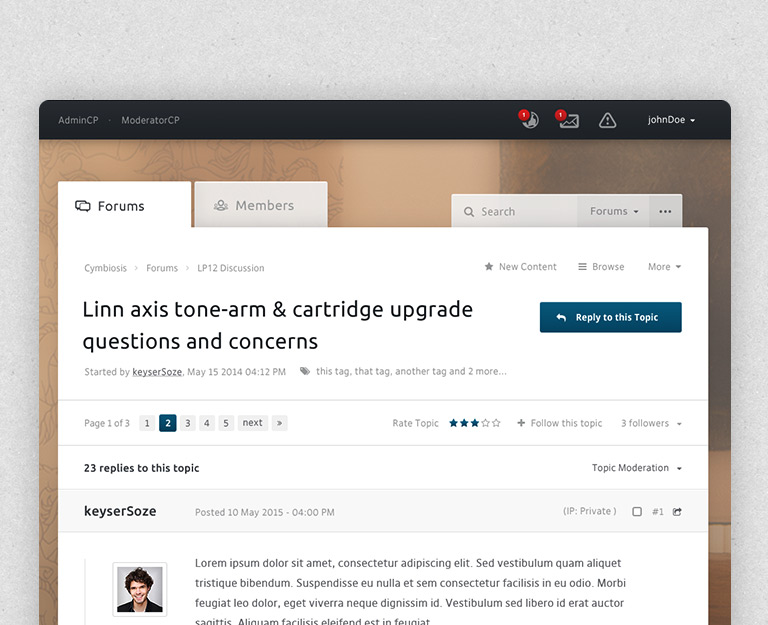 AdminCP · ModeratorCP
1
1
johnDoe
Forums
Members
Search
Forums
Cymbiosis > Forums > LP12 Discussion
New Content
Browse
More
Linn axis tone-arm & cartridge upgrade
questions and concerns
Reply to this Topic
Started by keyserSoze, May 15 2014 04:12 PM
this tag, that tag, another tag and 2 more...
Page 1 of 3
1 2 3 4 5 next »
Rate Topic
Follow this topic
3 followers
23 replies to this topic
Topic Moderation
keyserSoze
Posted 10 May 2015 - 04:00 PM
(IP: Private )
#1
Lorem ipsum dolor sit amet, consectetur adipiscing elit. Sed vestibulum quam aliquet
tristique bibendum. Suspendisse eu nulla et sem consectetur facilisis in eu odio. Morbi
feugiat leo dolor, eget viverra neque dignissim id. Vestibulum sed libero id erat auctor
sagittis. Aliquam facilisis eleifend est in feugiat.